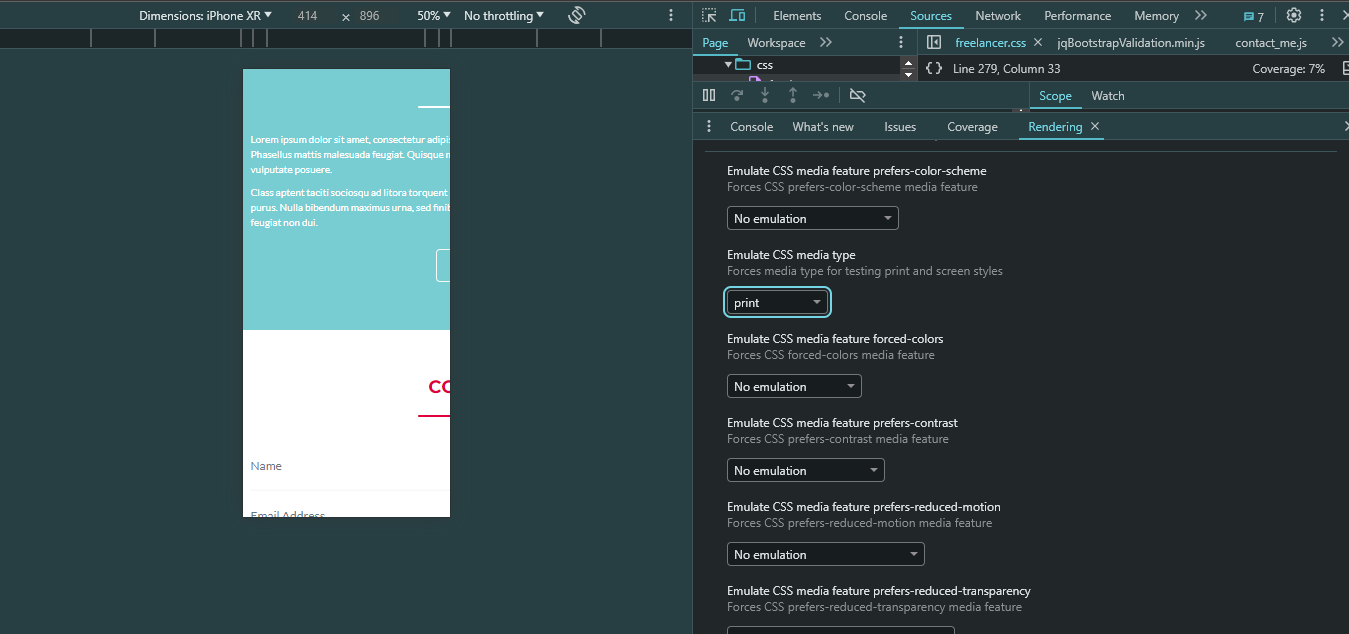 Dimensions: iPhone XR 414 × 896 50% No throttling
Elements Console Sources Network Performance Memory 7
Page Workspace freelancer.css jqBootstrapValidation.min.js contact_me.js
css
{} Line 279, Column 33 Coverage: 7%
Scope Watch
Console What's new Issues Coverage Rendering
Lorem ipsum dolor sit amet, consectetur adipis
Phasellus mattis malesuada feugiat. Quisque
vulputate posuere.
Class aptent taciti sociosqu ad litora torquent
purus. Nulla bibendum maximus urna, sed finib
feugiat non dui.
CO
Name
Email Address
Emulate CSS media feature prefers-color-scheme
Forces CSS prefers-color-scheme media feature
No emulation
Emulate CSS media type
Forces media type for testing print and screen styles
print
Emulate CSS media feature forced-colors
Forces CSS forced-colors media feature
No emulation
Emulate CSS media feature prefers-contrast
Forces CSS prefers-contrast media feature
No emulation
Emulate CSS media feature prefers-reduced-motion
Forces CSS prefers-reduced-motion media feature
No emulation
Emulate CSS media feature prefers-reduced-transparency
Forces CSS prefers-reduced-transparency media feature